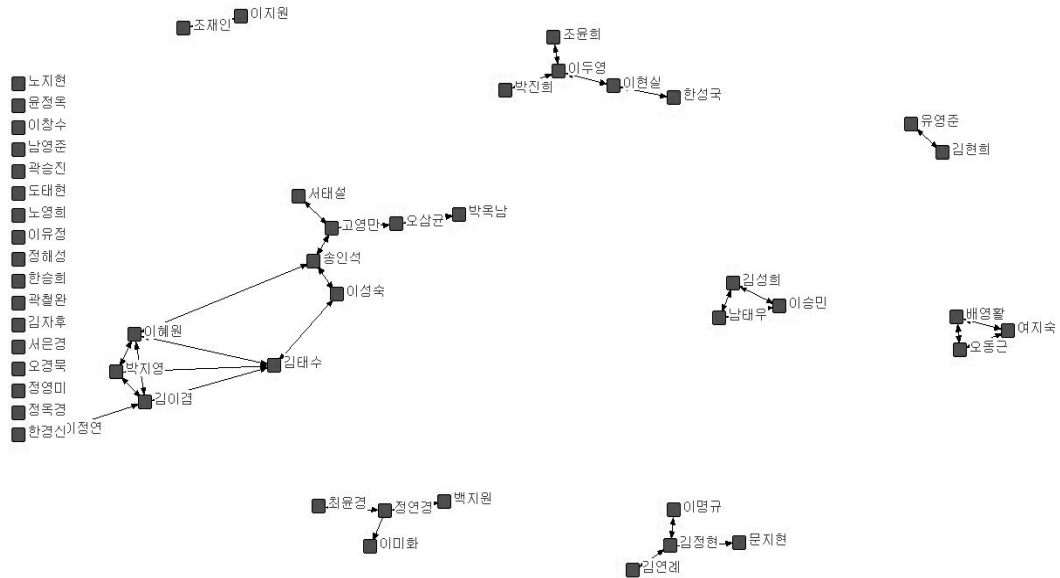 조재인
이지원
조윤희
이두영
박진희
이현실
한성국
노지현
윤정옥
이창수
남영준
곽승진
도태현
노영희
이유정
정혜성
한승희
곽철완
김자후
서은경
오경묵
정영미
정옥경
한경신
이정연
유영준
김현희
서태설
고영만
오삼균
박옥남
송인석
이성숙
이혜원
박지영
김태수
김이겸
김성희
남태우
이승민
배영활
여지숙
오동근
최윤경
정연경
백지원
이미화
이명규
김정현
문지현
김연례